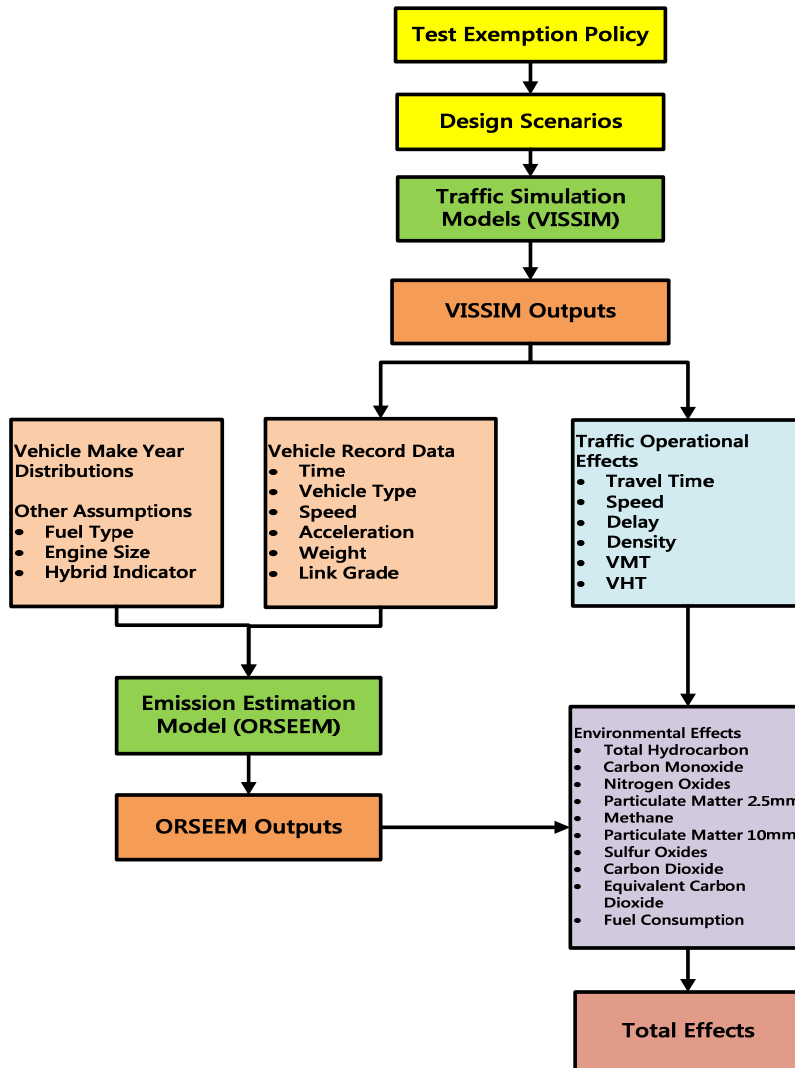 Test Exemption Policy
Design Scenarios
Traffic Simulation
Models (VISSIM)
VISSIM Outputs
Vehicle Make Year
Distributions
Other Assumptions
• Fuel Type
• Engine Size
• Hybrid Indicator
Vehicle Record Data
• Time
• Vehicle Type
• Speed
• Acceleration
• Weight
• Link Grade
Traffic Operational
Effects
• Travel Time
• Speed
• Delay
• Density
• VMT
• VHT
Emission Estimation
Model (ORSEEM)
ORSEEM Outputs
Environmental Effects
• Total Hydrocarbon
• Carbon Monoxide
• Nitrogen Oxides
• Particulate Matter 2.5mm
• Methane
• Particulate Matter 10mm
• Sulfur Oxides
• Carbon Dioxide
• Equivalent Carbon
Dioxide
• Fuel Consumption
Total Effects